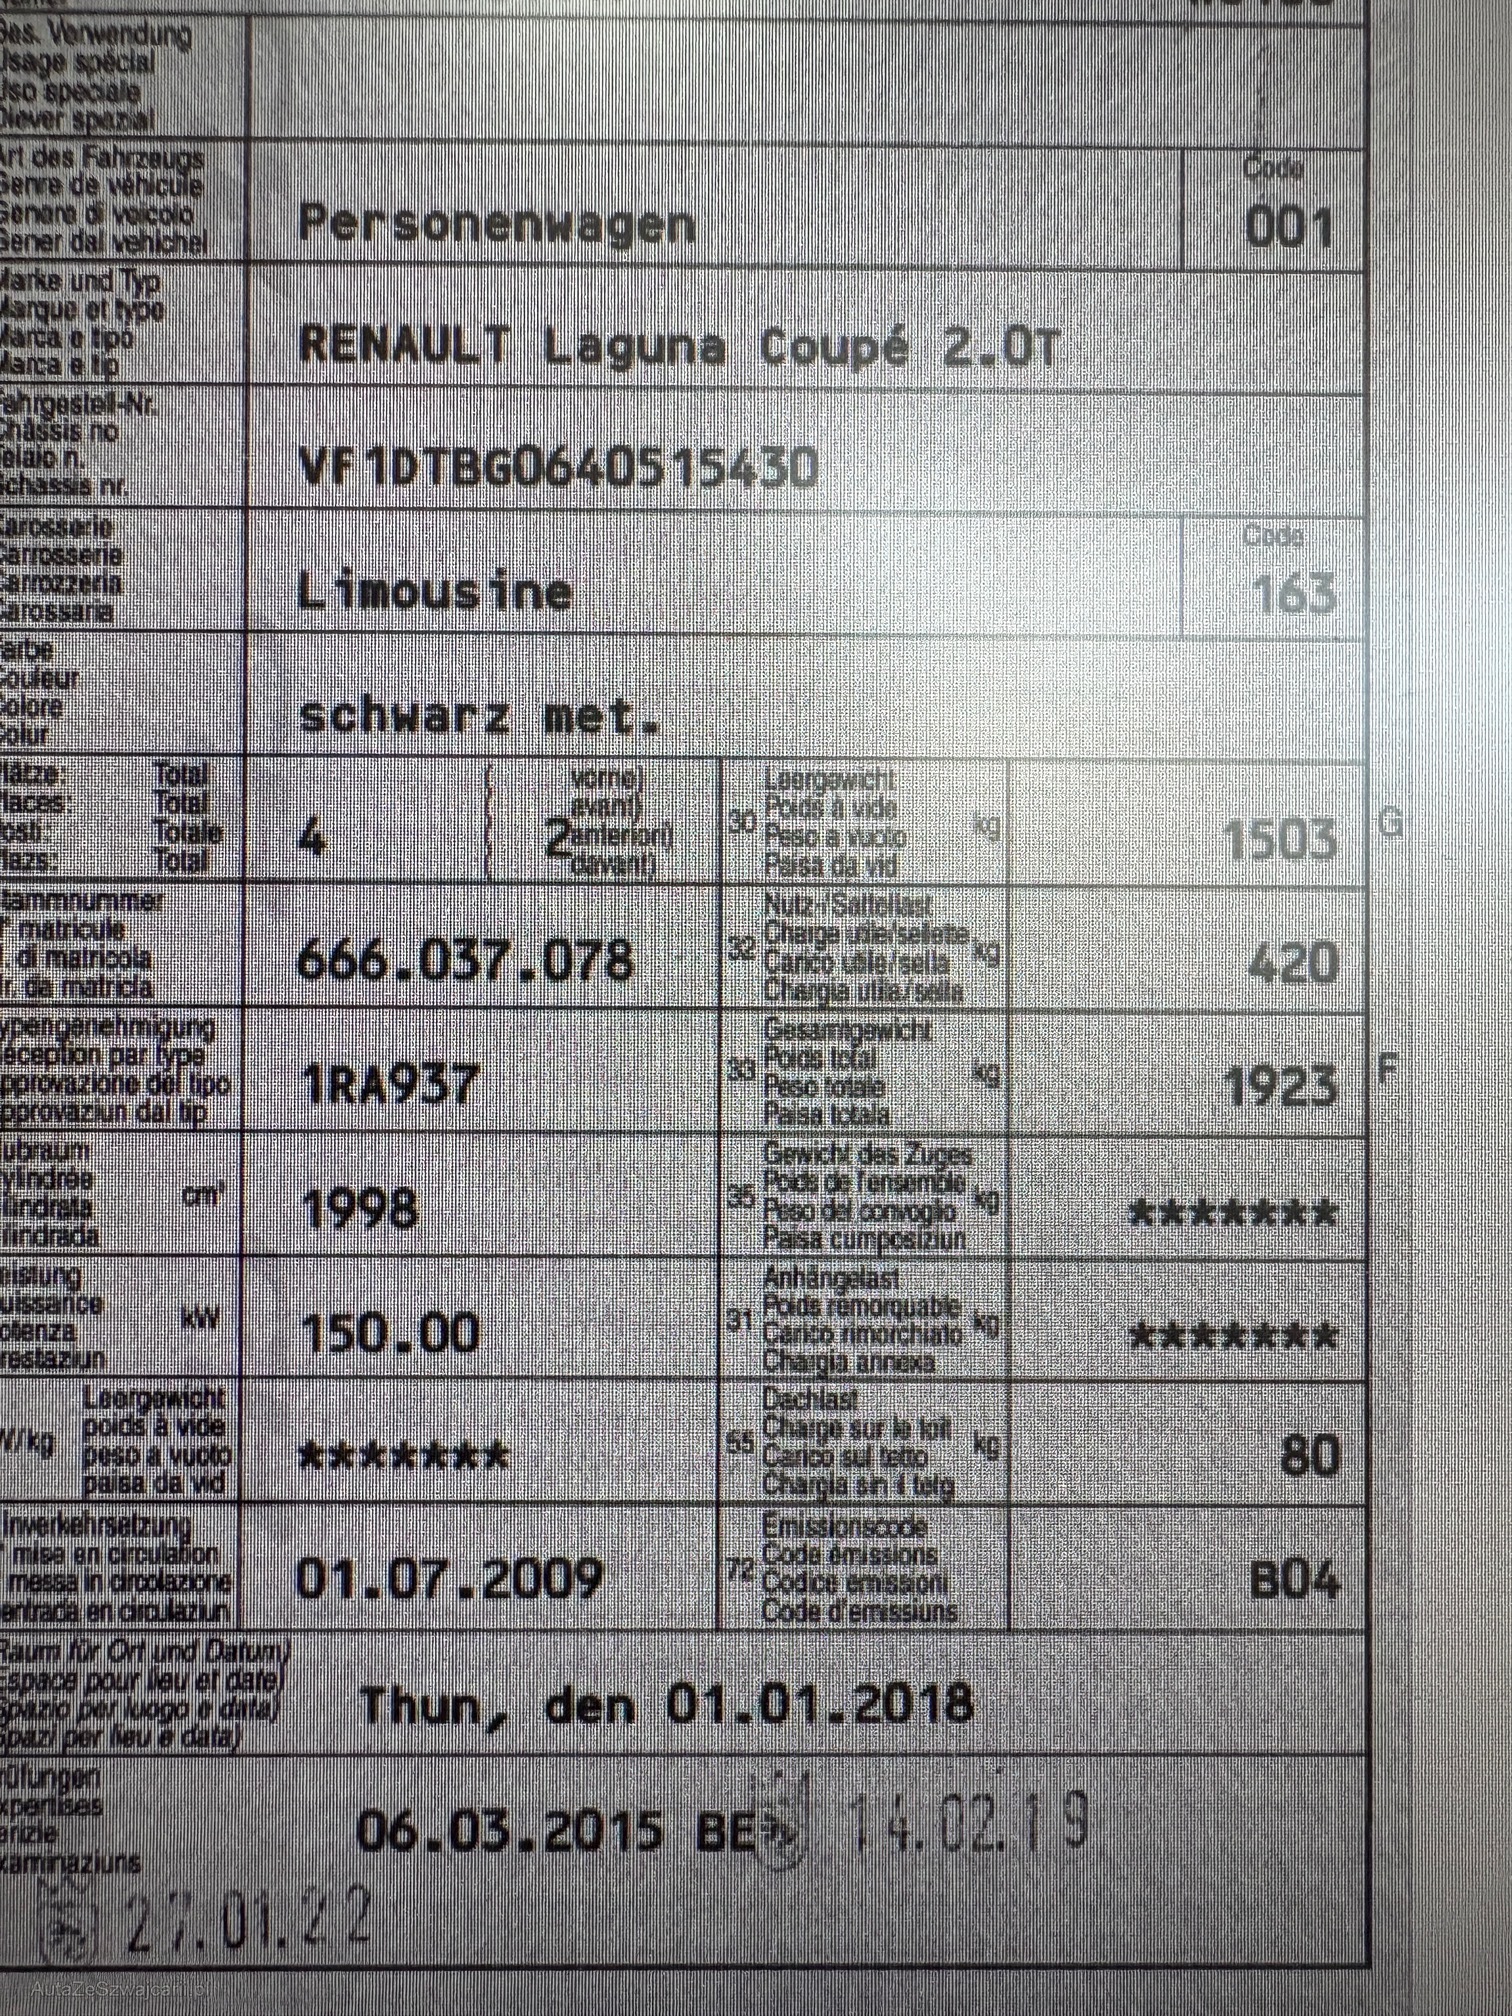 Usage spécial
Uso speciale
Diever spezial
Art des Fahrzeugs
Genre de véhicule
Genere di veicolo
Gener dal vehichel
Personenwagen
Code
001
Marke und Typ
Marque et type
Marca e tipo
Marca e tip
RENAULT Laguna Coupé 2.0T
Fahrgestell-Nr.
Châssis no
Telaio n.
Schassis nr.
VF1DTBG0640515430
Karosserie
Carrosserie
Carrozzeria
Carossaria
Limousine
Code
163
Farbe
Couleur
Colore
Colur
schwarz met.
Plätze: Total
Places: Total
Posti: Totale
Plazs: Total
4
vorne)
avant)
2 anteriori)
davant)
30 Leergewicht
Poids à vide
Peso a vuoto
Paisa da vid
kg
1503
G
Stammnummer
matricule
di matricola
da matricla
666.037.078
32 Nutz-/Sattellast
Charge utile/sellette
Carico utile/sella
Chargia utila/sella
kg
420
Typengenehmigung
Réception par type
Approvazione del tipo
Approvaziun dal tip
1RA937
33 Gesamtgewicht
Poids total
Peso totale
Paisa totala
kg
1923
F
Hubraum
Cylindrée
Cilindrata
Cilindrada
cm³
1998
35 Gewicht des Zuges
Poids de l'ensemble
Peso del convoglio
Paisa cumposiziun
kg
*******
Leistung
Puissance
Potenza
Prestaziun
kW
150.00
31 Anhängelast
Poids remorquable
Carico rimorchiato
Chargia annexa
kg
*******
kW/kg
Leergewicht
poids à vide
peso a vuoto
paisa da vid
*******
55 Dachlast
Charge sur le toit
Carico sul tetto
Chargia sin il tetg
kg
80
Inverkehrsetzung
mise en circulation
messa in circolazione
entrada en circulaziun
01.07.2009
72 Emissionscode
Code émissions
Codice emissioni
Code d'emissiuns
B04
(Raum für Ort und Datum)
(Espace pour lieu et date)
(Spazio per luogo e data)
(Spazi per lieu e data)
Thun, den 01.01.2018
Prüfungen
Expertises
Examinaziuns
06.03.2015 BE
14.02.19
27.01.22
AutaZeSzwajcarii.pl